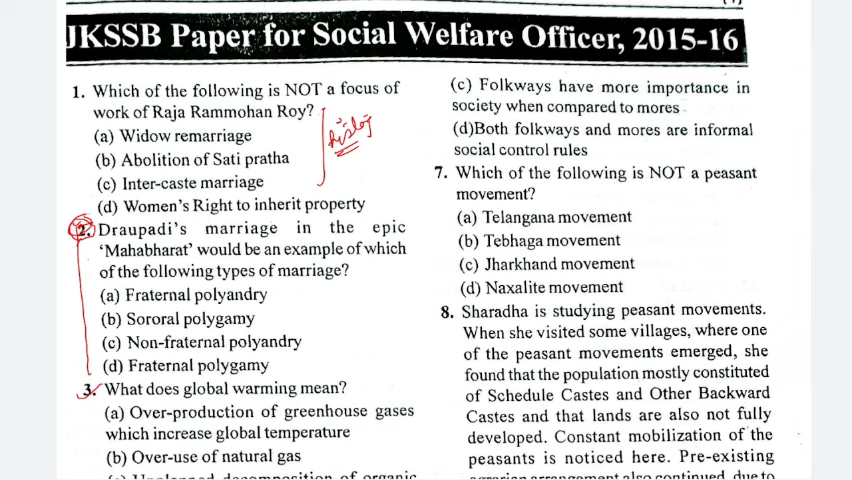 JKSSB Paper for Social Welfare Officer, 2015-16
1. Which of the following is NOT a focus of
work of Raja Rammohan Roy?
(a) Widow remarriage
(b) Abolition of Sati pratha
(c) Inter-caste marriage
(d) Women's Right to inherit property
2. Draupadi's marriage in the epic
'Mahabharat' would be an example of which
of the following types of marriage?
(a) Fraternal polyandry
(b) Sororal polygamy
(c) Non-fraternal polyandry
(d) Fraternal polygamy
3. What does global warming mean?
(a) Over-production of greenhouse gases
which increase global temperature
(b) Over-use of natural gas
of organic
(c) Folkways have more importance in
society when compared to mores
(d)Both folkways and mores are informal
social control rules
7. Which of the following is NOT a peasant
movement?
(a) Telangana movement
(b) Tebhaga movement
(c) Jharkhand movement
(d) Naxalite movement
8. Sharadha is studying peasant movements.
When she visited some villages, where one
of the peasant movements emerged, she
found that the population mostly constituted
of Schedule Castes and Other Backward
Castes and that lands are also not fully
developed. Constant mobilization of the
peasants is noticed here. Pre-existing
also continued, due to